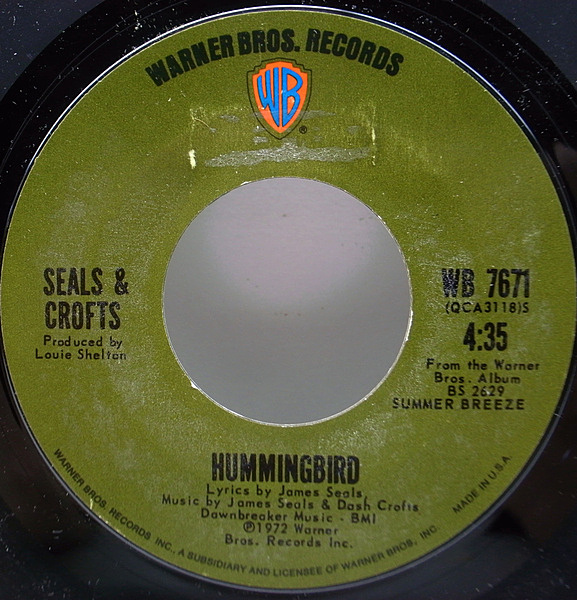 WARNER BROS. RECORDS
WB
®
SEALS &
CROFTS
Produced by
Louie Shelton
WB 7671
(QCA3118)S
4:35
From the Warner
Bros. Album
BS 2629
SUMMER BREEZE
HUMMINGBIRD
Lyrics by James Seals
Music by James Seals & Dash Crofts
Dawnbreaker Music - BMI
℗1972 Warner
Bros. Records Inc.
WARNER BROS. RECORDS INC., A SUBSIDIARY AND LICENSEE OF WARNER BROS., INC.
MADE IN U.S.A.